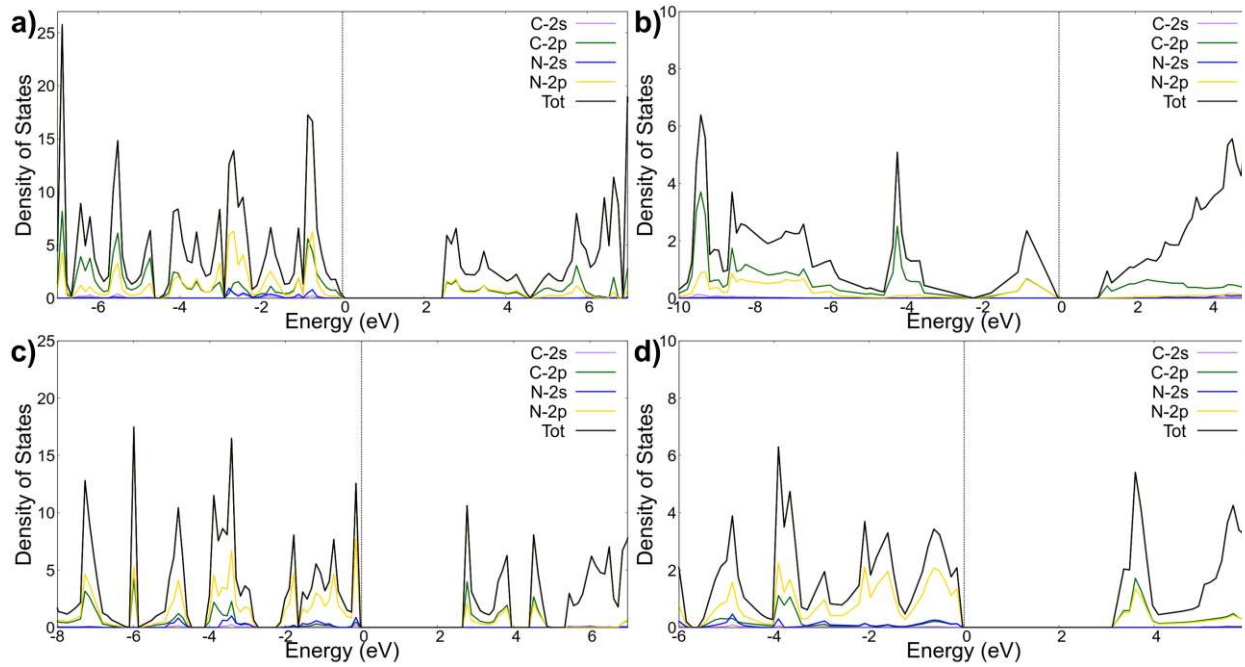 a)
25
20
15
10
5
0
Density of States
-6 -4 -2 0 2 4 6
Energy (eV)
C-2s
C-2p
N-2s
N-2p
Tot
b)
10
8
6
4
2
0
Density of States
-10 -8 -6 -4 -2 0 2 4
Energy (eV)
C-2s
C-2p
N-2s
N-2p
Tot
c)
25
20
15
10
5
0
Density of States
-8 -6 -4 -2 0 2 4 6
Energy (eV)
C-2s
C-2p
N-2s
N-2p
Tot
d)
10
8
6
4
2
0
Density of States
-6 -4 -2 0 2 4
Energy (eV)
C-2s
C-2p
N-2s
N-2p
Tot